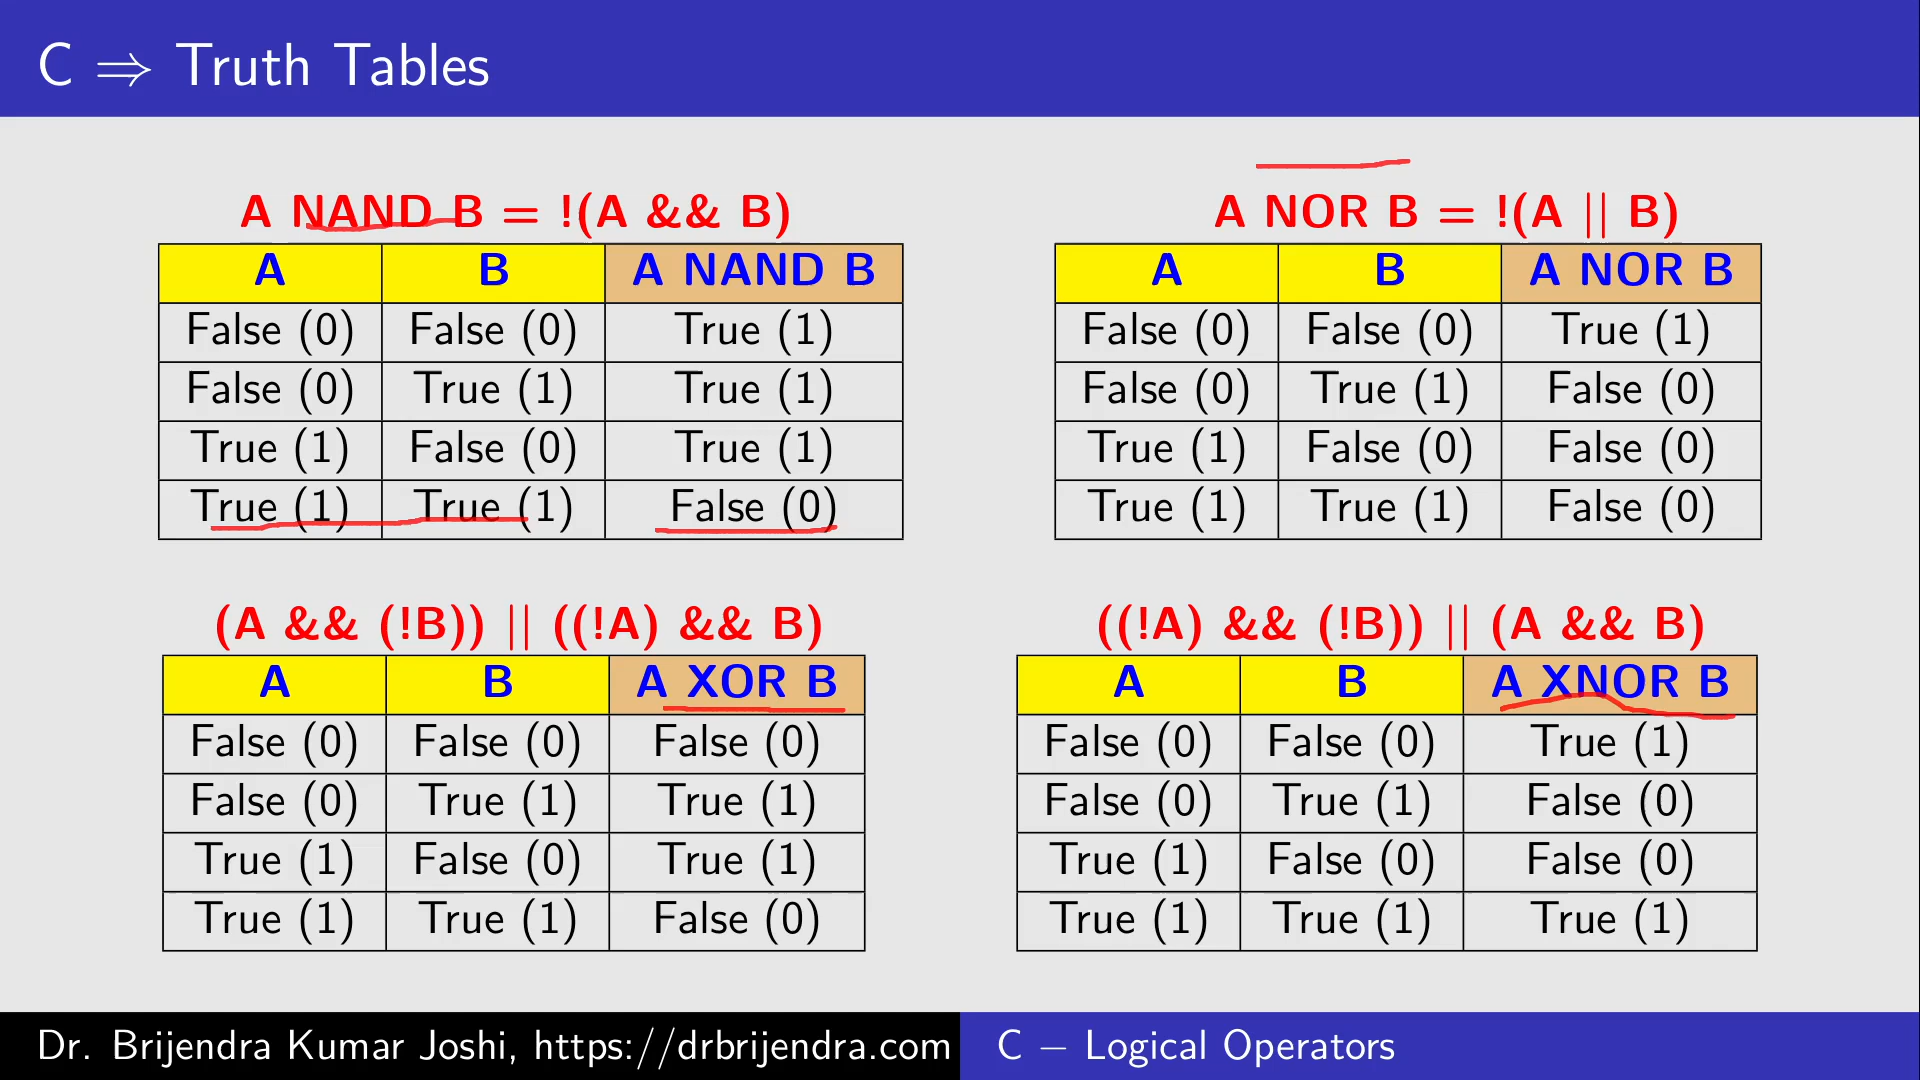 C ⇒ Truth Tables
A NAND B = !(A && B)
A B A NAND B
False (0) False (0) True (1)
False (0) True (1) True (1)
True (1) False (0) True (1)
True (1) True (1) False (0)
A NOR B = !(A || B)
A B A NOR B
False (0) False (0) True (1)
False (0) True (1) False (0)
True (1) False (0) False (0)
True (1) True (1) False (0)
(A && (!B)) || ((!A) && B)
A B A XOR B
False (0) False (0) False (0)
False (0) True (1) True (1)
True (1) False (0) True (1)
True (1) True (1) False (0)
((!A) && (!B)) || (A && B)
A B A XNOR B
False (0) False (0) True (1)
False (0) True (1) False (0)
True (1) False (0) False (0)
True (1) True (1) True (1)
Dr. Brijendra Kumar Joshi, https://drbrijendra.com
C – Logical Operators